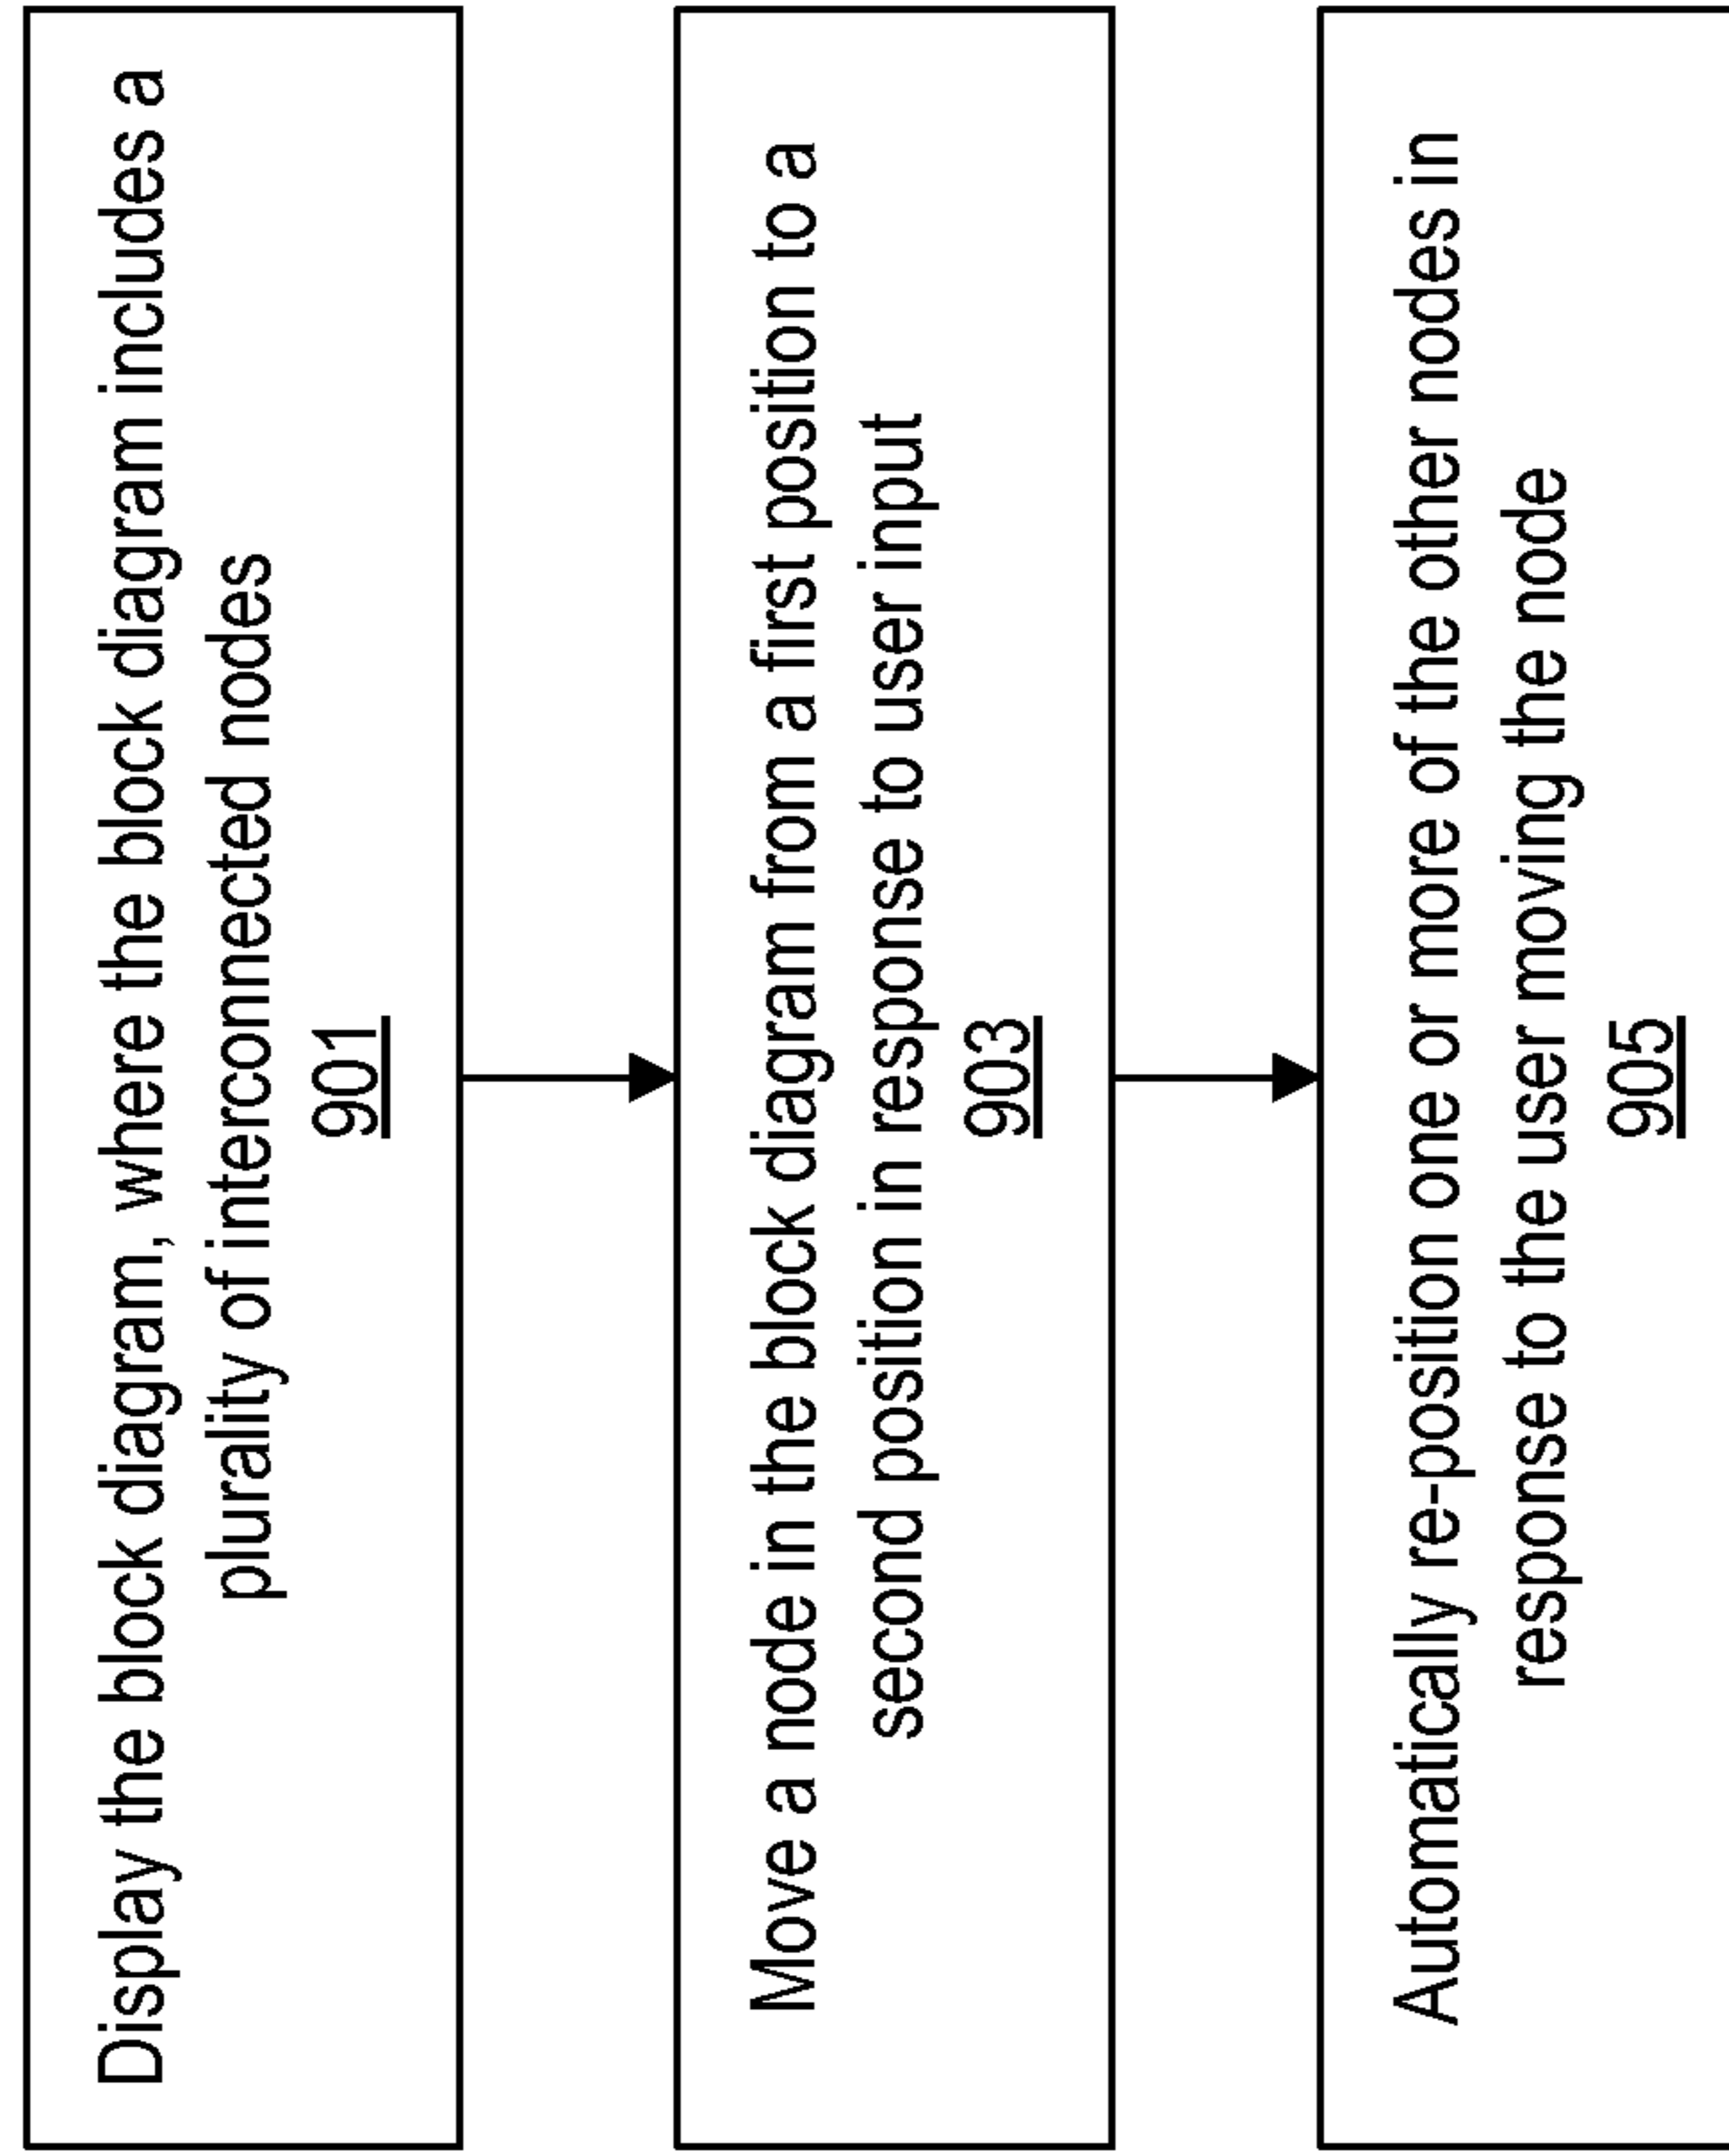 Display the block diagram, where the block diagram includes a
plurality of interconnected nodes
901
Move a node in the block diagram from a first position to a
second position in response to user input
903
Automatically re-position one or more of the other nodes in
response to the user moving the node
905